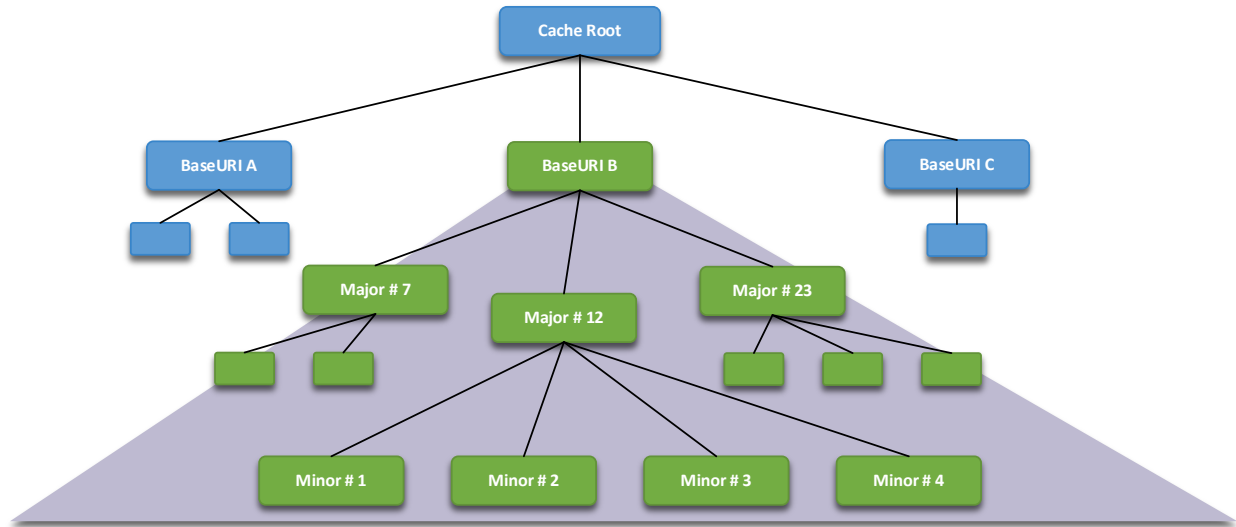 Cache Root
BaseURI A
BaseURI B
BaseURI C
Major # 7
Major # 12
Major # 23
Minor # 1
Minor # 2
Minor # 3
Minor # 4